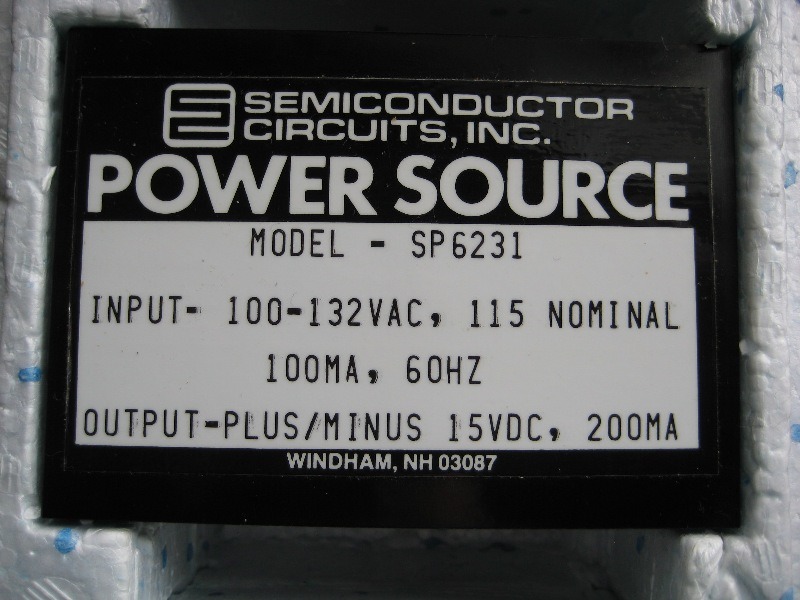 SEMICONDUCTOR
CIRCUITS, INC.
POWER SOURCE
MODEL - SP6231
INPUT- 100-132VAC, 115 NOMINAL
100MA, 60HZ
OUTPUT-PLUS/MINUS 15VDC, 200MA
WINDHAM, NH 03087